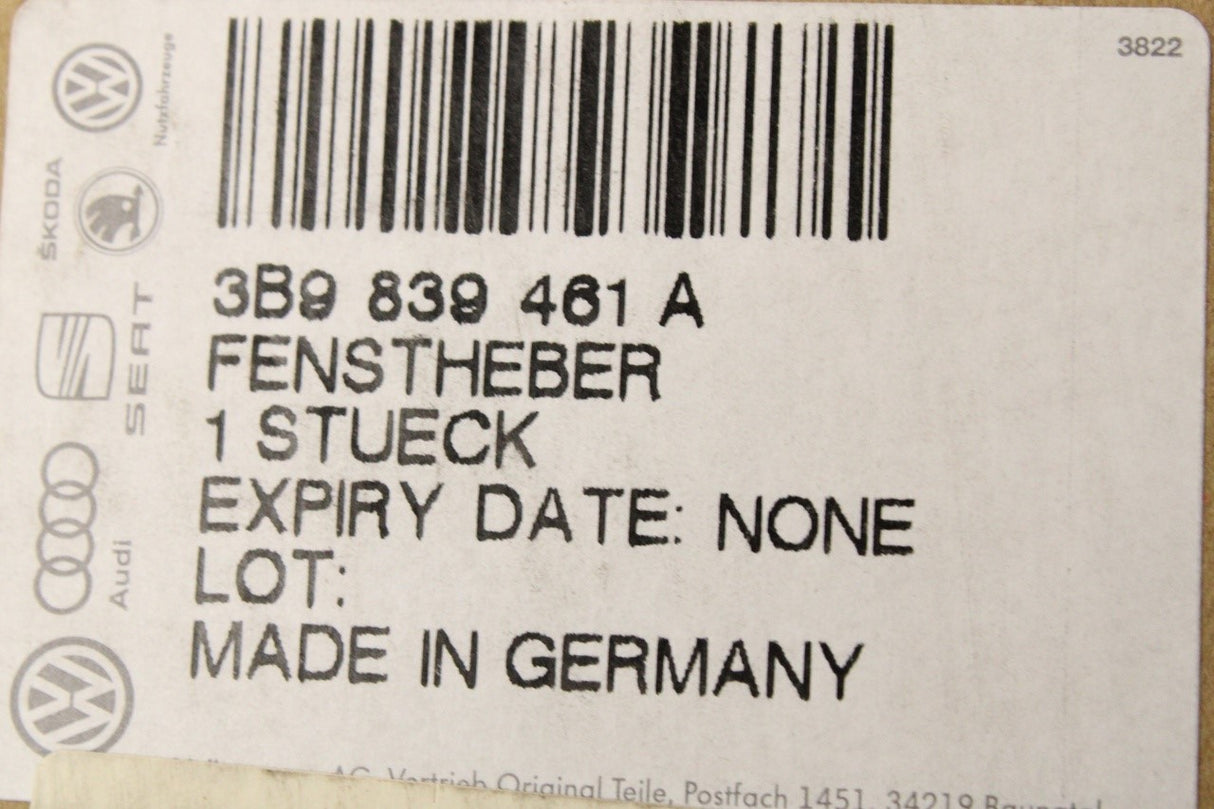 3822
Nutzfahrzeuge
ŠKODA
SEAT
Audi
3B9 839 461 A
FENSTHEBER
1 STUECK
EXPIRY DATE: NONE
LOT:
MADE IN GERMANY
AG, Vertrieb Original Teile, Postfach 1451, 34219